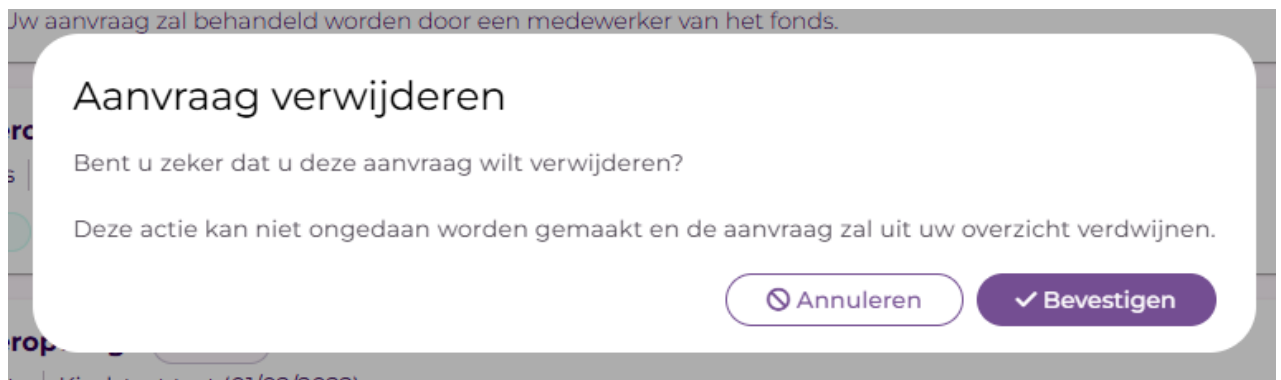 Uw aanvraag zal behandeld worden door een medewerker van het fonds.
Aanvraag verwijderen
Bent u zeker dat u deze aanvraag wilt verwijderen?
Deze actie kan niet ongedaan worden gemaakt en de aanvraag zal uit uw overzicht verdwijnen.
Annuleren
Bevestigen